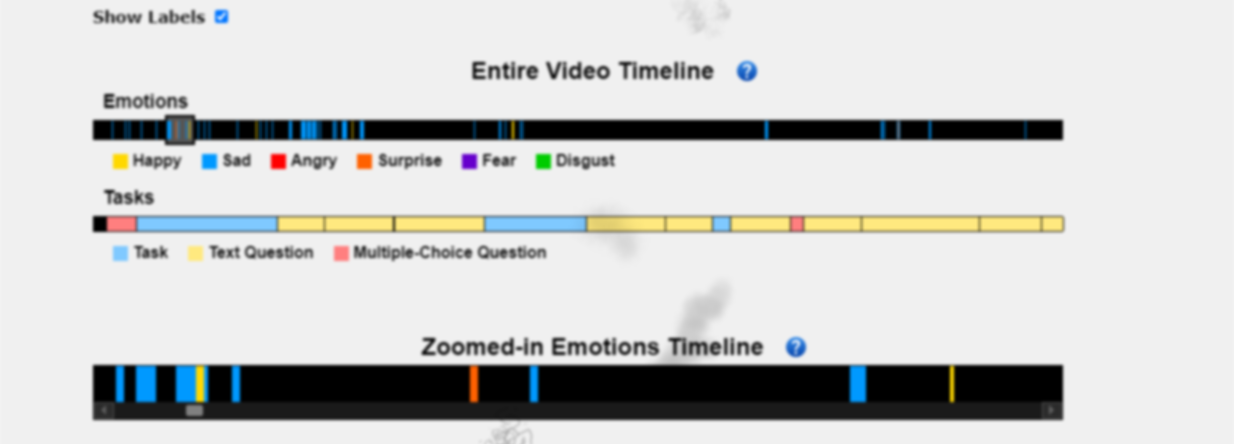 Show Labels
Entire Video Timeline ?
Emotions
Happy Sad Angry Surprise Fear Disgust
Tasks
Task Text Question Multiple-Choice Question
Zoomed-in Emotions Timeline ?